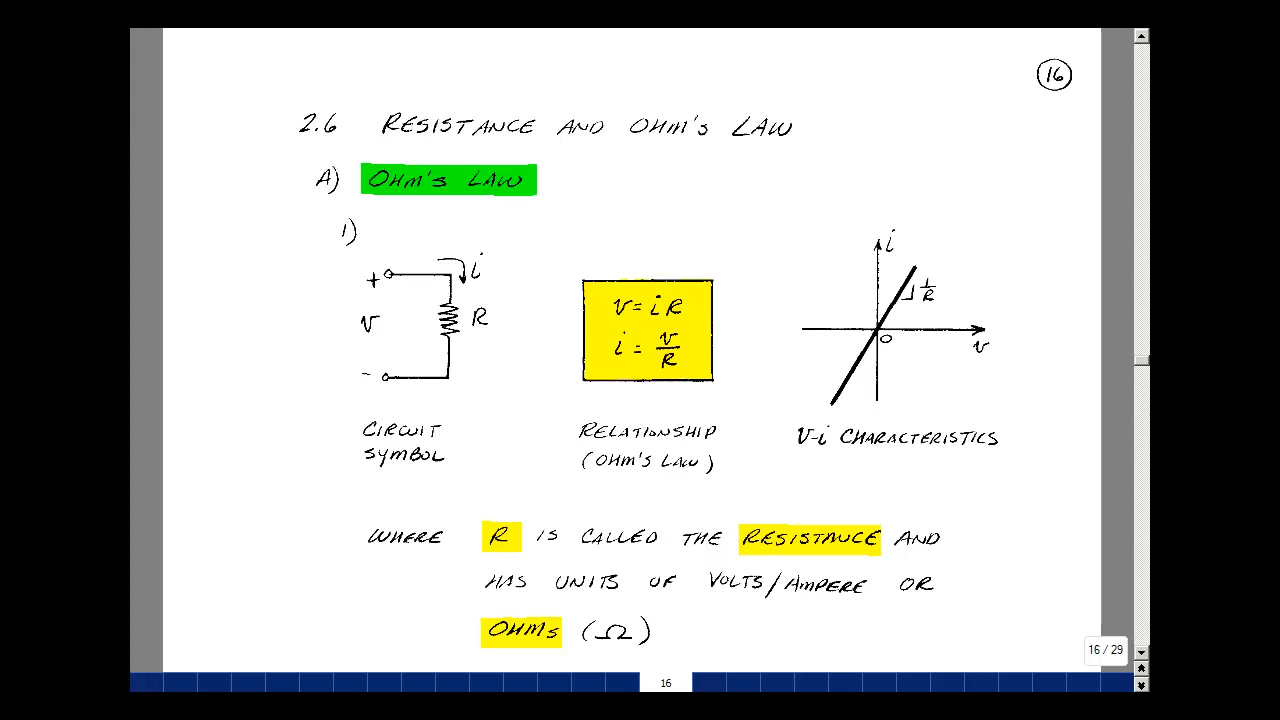 16
2.6 RESISTANCE AND OHM'S LAW
A) OHM'S LAW
1)
+
v
-
i
R
v = iR
i = v/R
i
1/R
0
v
CIRCUIT
SYMBOL
RELATIONSHIP
(OHM'S LAW)
v-i CHARACTERISTICS
WHERE R IS CALLED THE RESISTANCE AND
HAS UNITS OF VOLTS/AMPERE OR
OHMS (Ω)
16 / 29
16